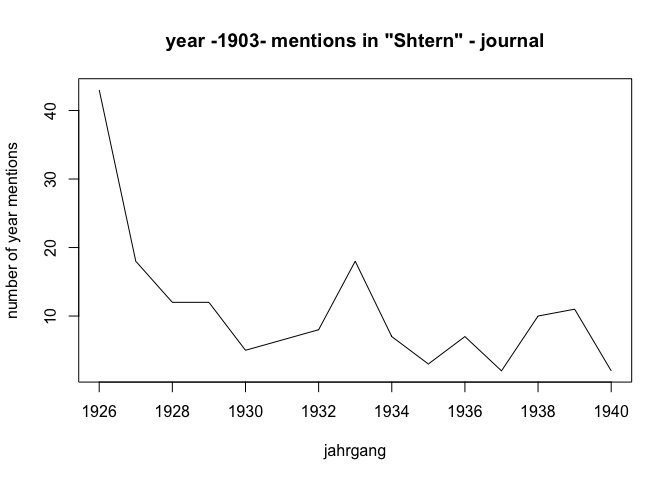 year -1903- mentions in "Shtern" - journal
number of year mentions
40
30
20
10
1926 1928 1930 1932 1934 1936 1938 1940
jahrgang